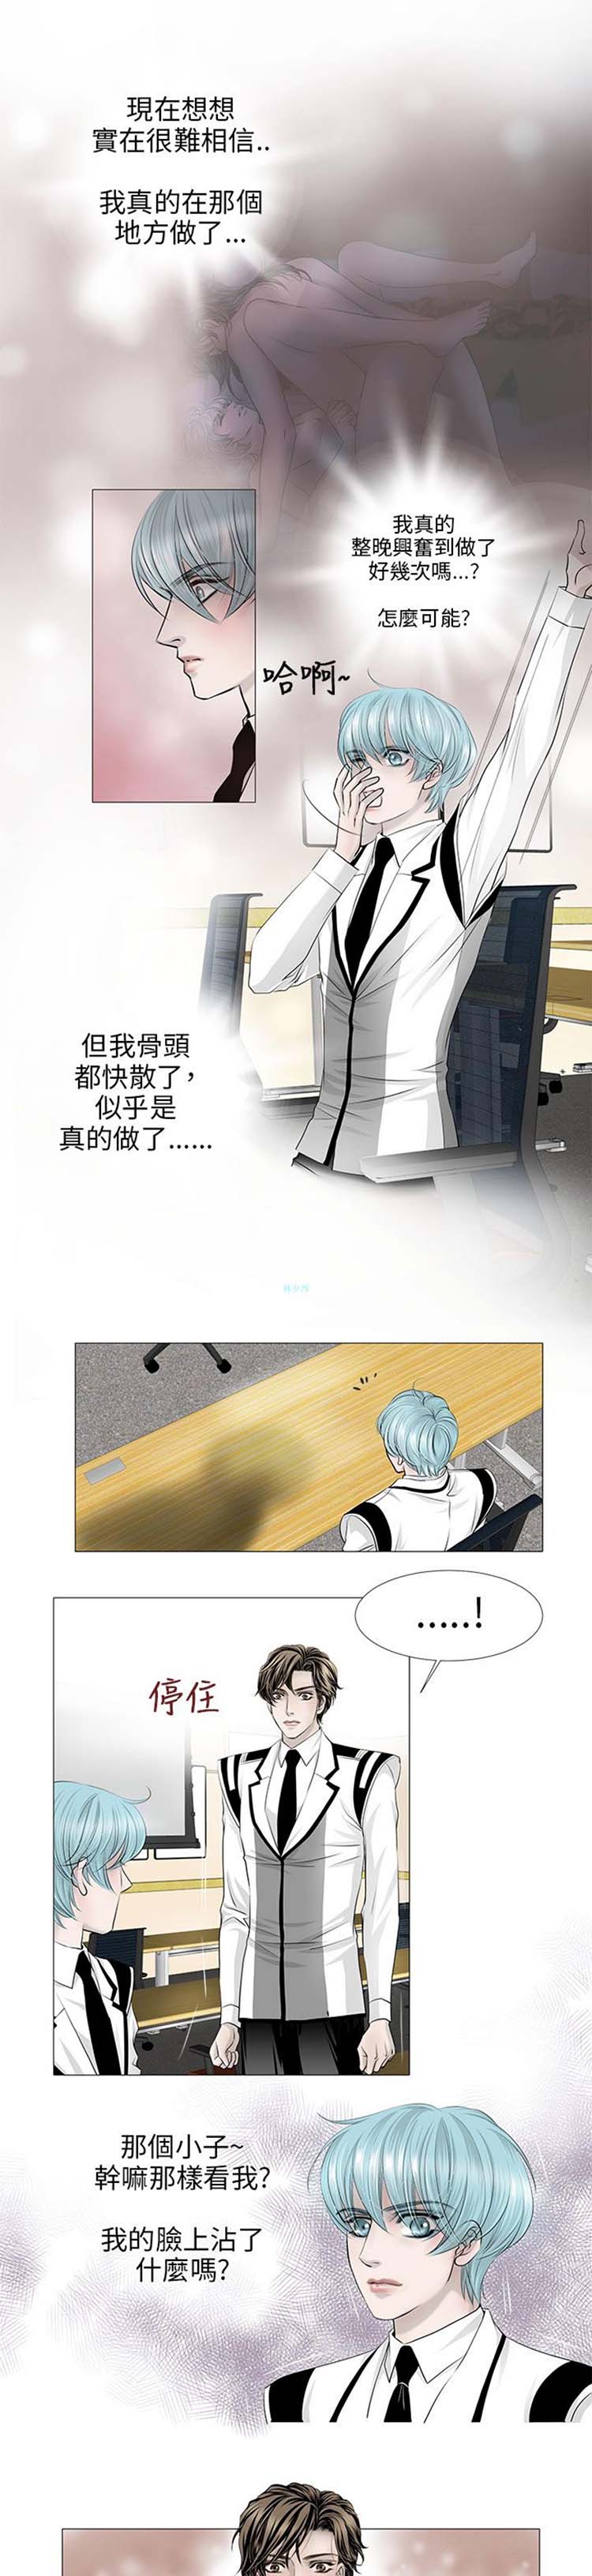 現在想想
實在很難相信..
我真的在那個
地方做了...
我真的
整晚興奮到做了
好幾次嗎...?
怎麼可能?
哈啊~
但我骨頭
都快散了，
似乎是
真的做了......
林夕西
.....!
停住
那個小子~
幹嘛那樣看我?
我的臉上沾了
什麼嗎?